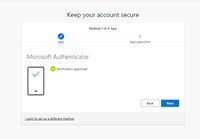 Keep your account secure
Method 1 of 2: App
App
2
App password
Microsoft Authenticator
Notification approved
Back
Next
I want to set up a different method